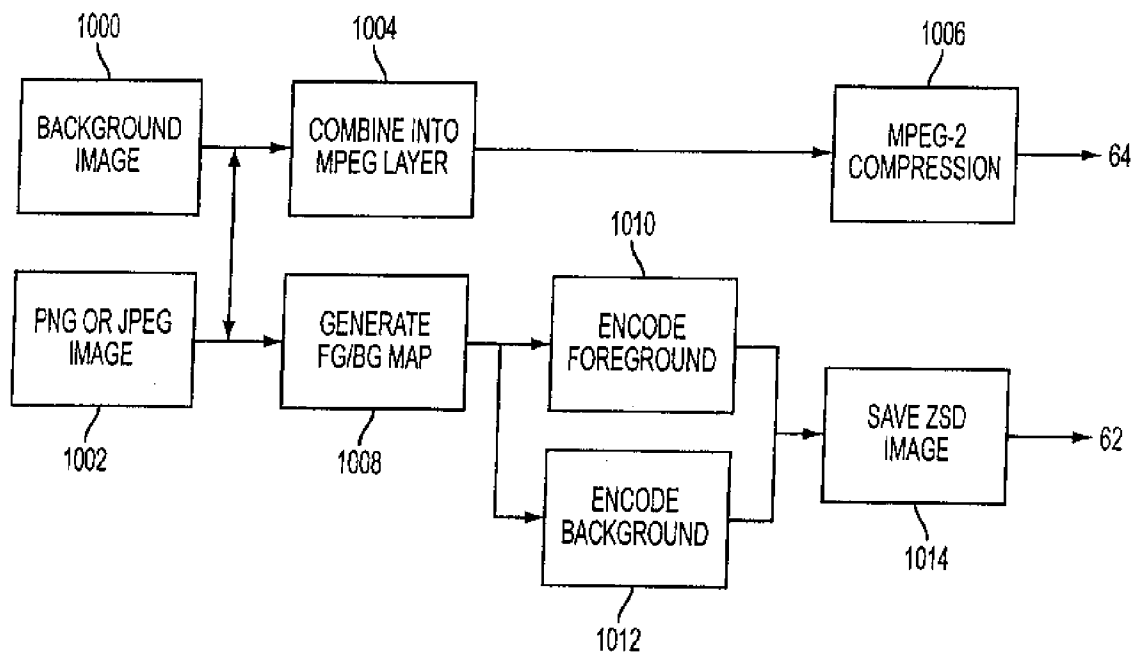 1000
1004
1006
BACKGROUND
IMAGE
COMBINE INTO
MPEG LAYER
MPEG-2
COMPRESSION
64
1010
PNG OR JPEG
IMAGE
GENERATE
FG/BG MAP
ENCODE
FOREGROUND
SAVE ZSD
IMAGE
62
1002
1008
ENCODE
BACKGROUND
1014
1012